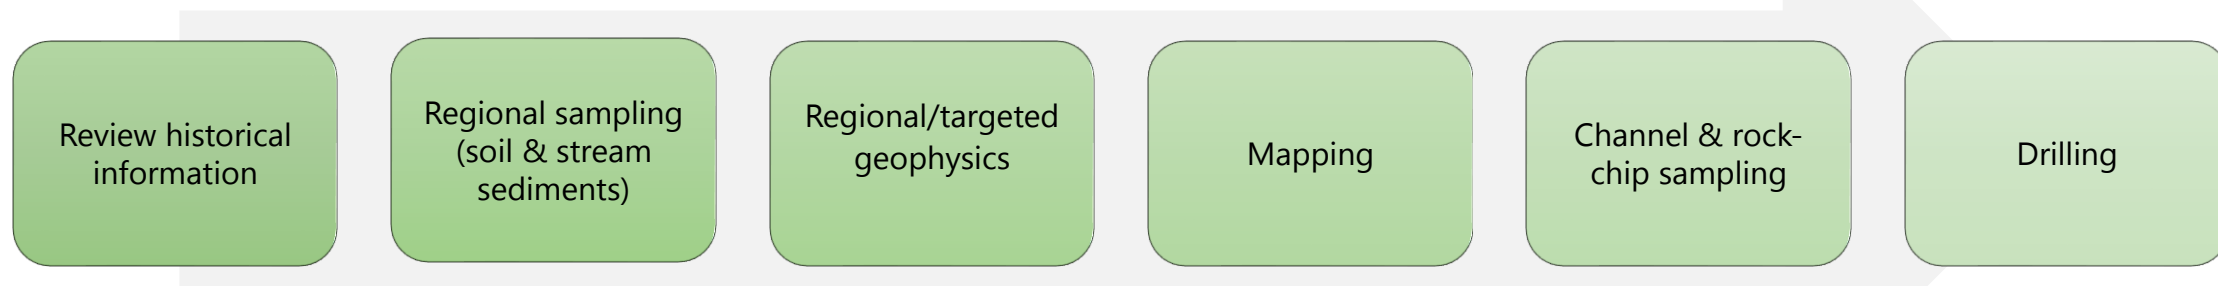 Review historical
information
Regional sampling
(soil & stream
sediments)
Regional/targeted
geophysics
Mapping
Channel & rock-
chip sampling
Drilling